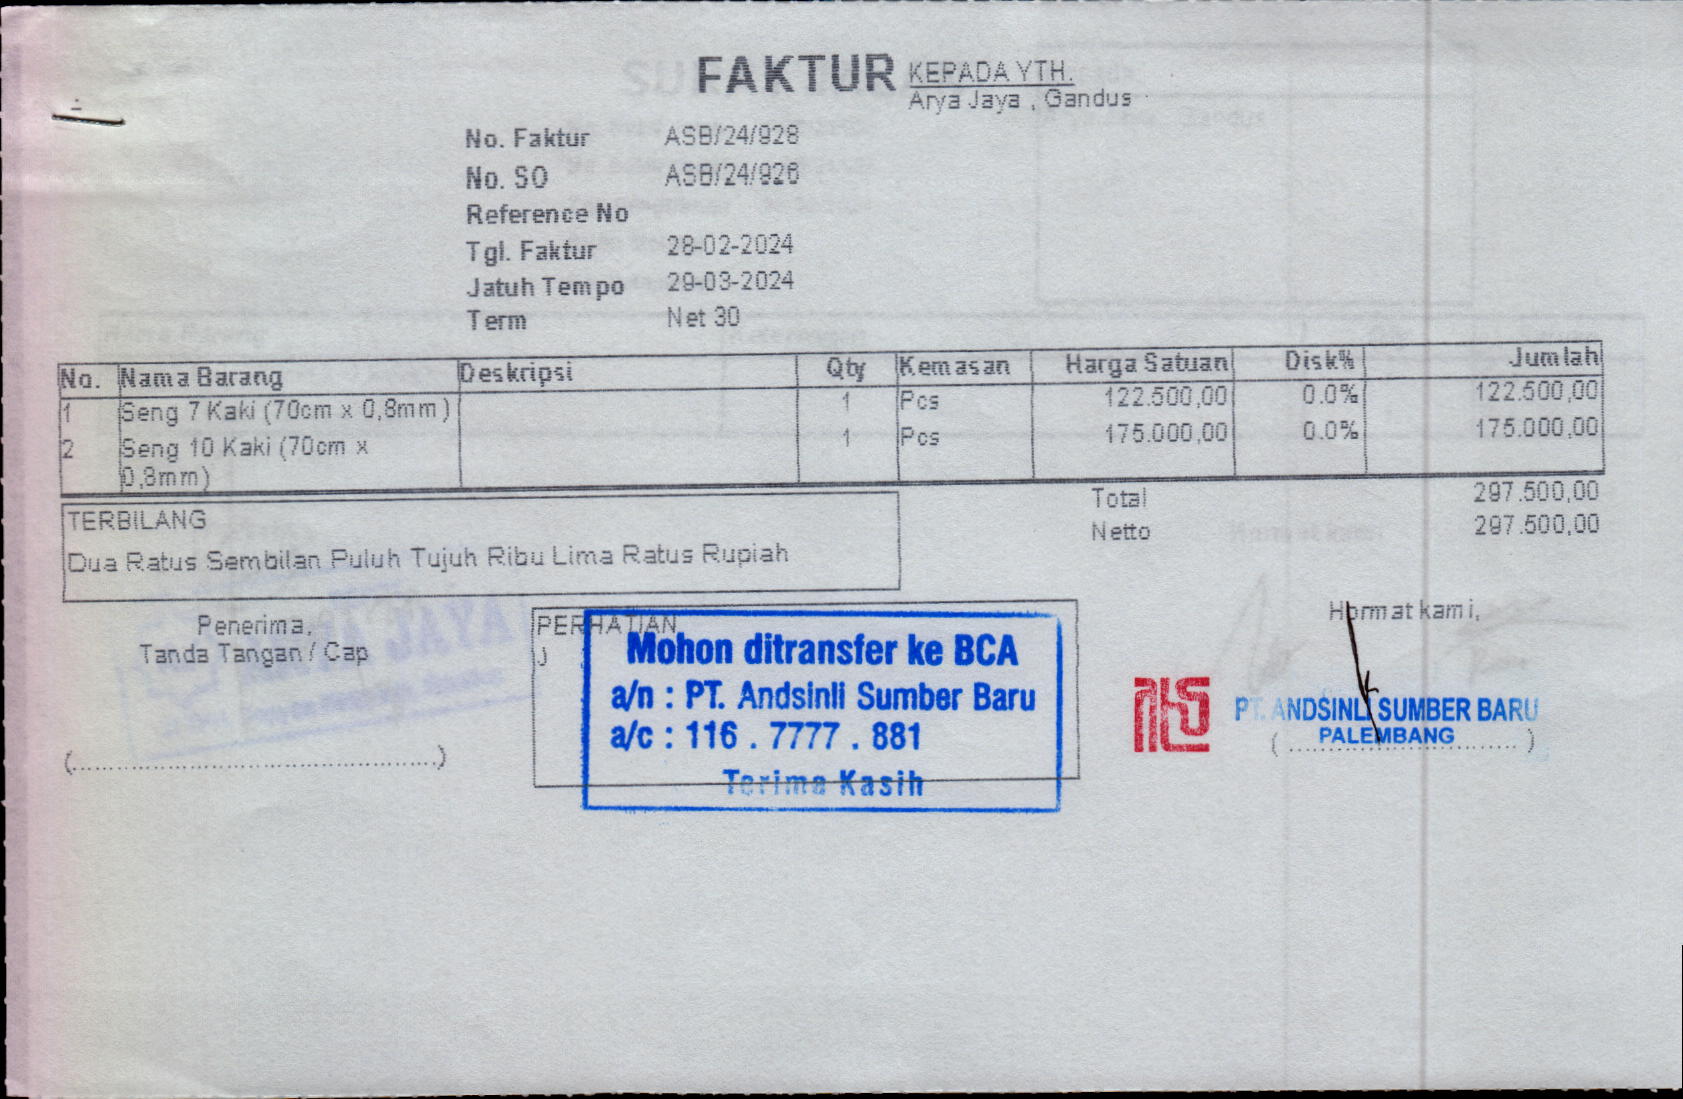 FAKTUR
KEPADA YTH.
Arya Jaya , Gandus
No. Faktur ASB/24/928
No. SO ASB/24/926
Reference No
Tgl. Faktur 28-02-2024
Jatuh Tempo 29-03-2024
Term Net 30
No. Nama Barang Deskripsi Qty Kemasan Harga Satuan Disk% Jumlah
1 Seng 7 Kaki (70cm x 0,8mm) 1 Pcs 122.500,00 0.0% 122.500,00
2 Seng 10 Kaki (70cm x 1 Pcs 175.000,00 0.0% 175.000,00
0,8mm)
Total 297.500,00
Netto 297.500,00
TERBILANG
Dua Ratus Sembilan Puluh Tujuh Ribu Lima Ratus Rupiah
Penerima,
Tanda Tangan / Cap
(................................................)
PERHATIAN
J
Mohon ditransfer ke BCA
a/n : PT. Andsinli Sumber Baru
a/c : 116 . 7777 . 881
Terima Kasih
Hormat kami,
PT. ANDSINLI SUMBER BARU
PALEMBANG
( .............................. )